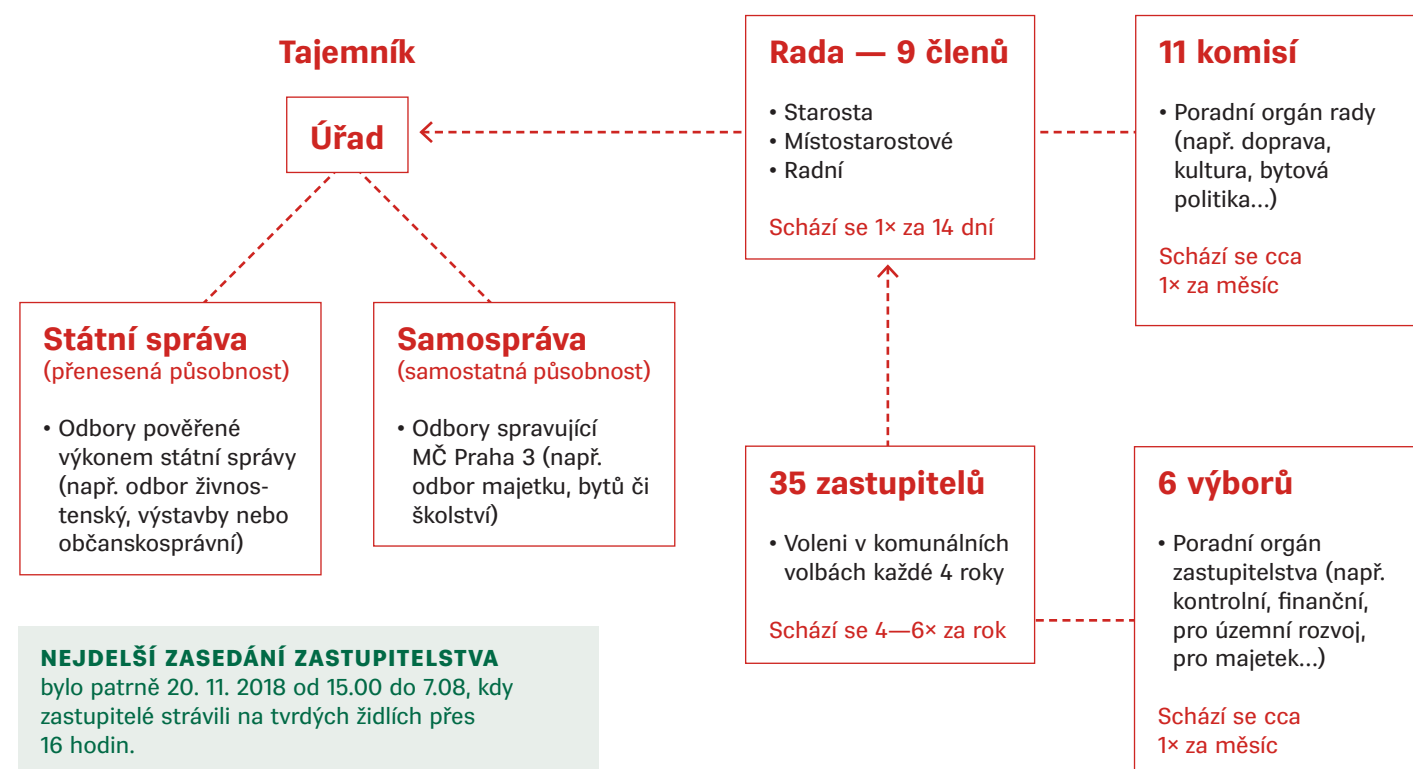 Tajemník
Úřad
Rada — 9 členů
• Starosta
• Místostarostové
• Radní
Schází se 1× za 14 dní
11 komisí
• Poradní orgán rady
(např. doprava,
kultura, bytová
politika…)
Schází se cca
1× za měsíc
Státní správa
(přenesená působnost)
• Odbory pověřené
výkonem státní správy
(např. odbor živnos-
tenský, výstavby nebo
občanskosprávní)
Samospráva
(samostatná působnost)
• Odbory spravující
MČ Praha 3 (např.
odbor majetku, bytů či
školství)
35 zastupitelů
• Voleni v komunálních
volbách každé 4 roky
Schází se 4—6× za rok
6 výborů
• Poradní orgán
zastupitelstva (např.
kontrolní, finanční,
pro územní rozvoj,
pro majetek…)
Schází se cca
1× za měsíc
NEJDELŠÍ ZASEDÁNÍ ZASTUPITELSTVA
bylo patrně 20. 11. 2018 od 15.00 do 7.08, kdy
zastupitelé strávili na tvrdých židlích přes
16 hodin.